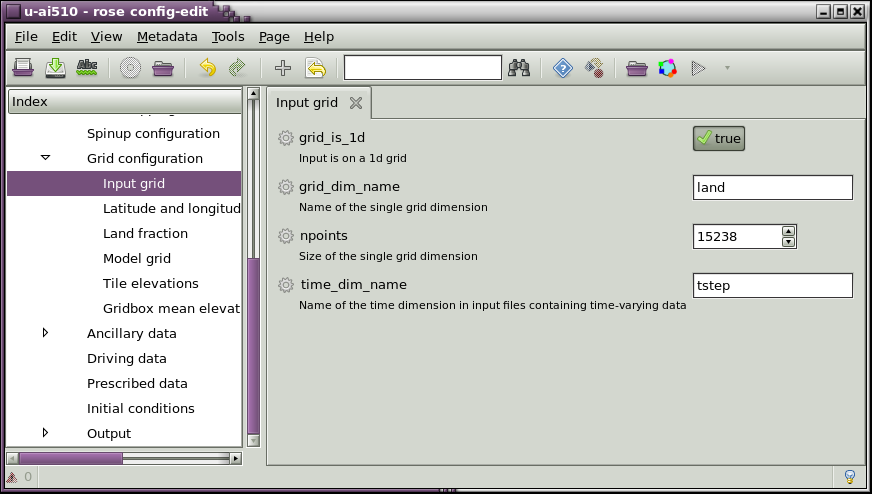 u-ai510 - rose config-edit
File Edit View Metadata Tools Page Help
Abc
Index
Spinup configuration
Grid configuration
Input grid
Latitude and longitud
Land fraction
Model grid
Tile elevations
Gridbox mean elevat
Ancillary data
Driving data
Prescribed data
Initial conditions
Output
0
Input grid
grid_is_1d
true
Input is on a 1d grid
grid_dim_name
land
Name of the single grid dimension
npoints
15238
Size of the single grid dimension
time_dim_name
tstep
Name of the time dimension in input files containing time-varying data